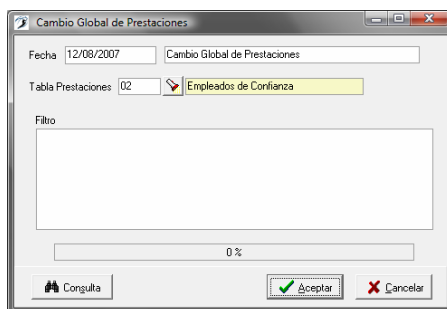 Cambio Global de Prestaciones
Fecha 12/08/2007 Cambio Global de Prestaciones
Tabla Prestaciones 02 Empleados de Confianza
Filtro
0 %
Consulta Aceptar Cancelar